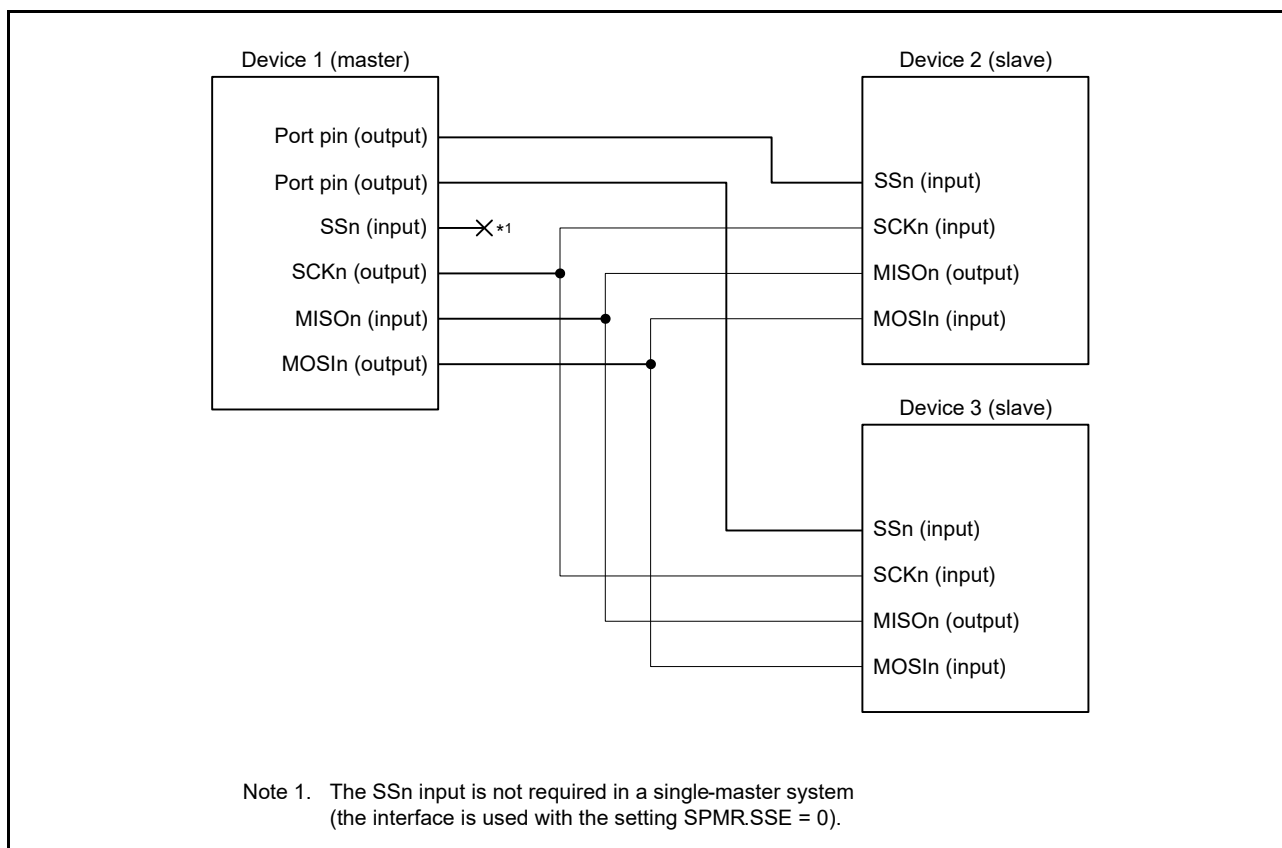 Device 1 (master)
Port pin (output)
Port pin (output)
SSn (input)
*1
SCKn (output)
MISOn (input)
MOSIn (output)
Device 2 (slave)
SSn (input)
SCKn (input)
MISOn (output)
MOSIn (input)
Device 3 (slave)
SSn (input)
SCKn (input)
MISOn (output)
MOSIn (input)
Note 1. The SSn input is not required in a single-master system
(the interface is used with the setting SPMR.SSE = 0).